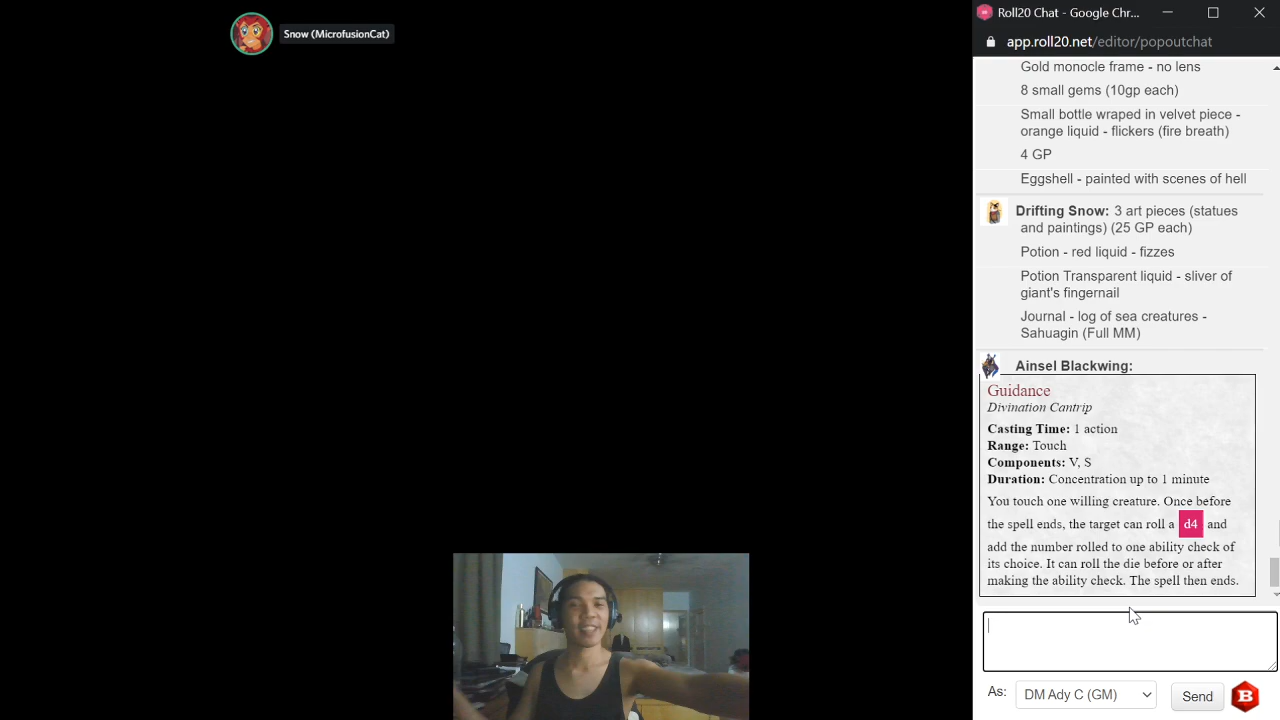 Snow (MicrofusionCat)
Roll20 Chat - Google Chr...
app.roll20.net/editor/popoutchat
Gold monocle frame - no lens
8 small gems (10gp each)
Small bottle wraped in velvet piece -
orange liquid - flickers (fire breath)
4 GP
Eggshell - painted with scenes of hell
Drifting Snow: 3 art pieces (statues
and paintings) (25 GP each)
Potion - red liquid - fizzes
Potion Transparent liquid - sliver of
giant's fingernail
Journal - log of sea creatures -
Sahuagin (Full MM)
Ainsel Blackwing:
Guidance
Divination Cantrip
Casting Time: 1 action
Range: Touch
Components: V, S
Duration: Concentration up to 1 minute
You touch one willing creature. Once before
the spell ends, the target can roll a d4 and
add the number rolled to one ability check of
its choice. It can roll the die before or after
making the ability check. The spell then ends.
As: DM Ady C (GM) Send B